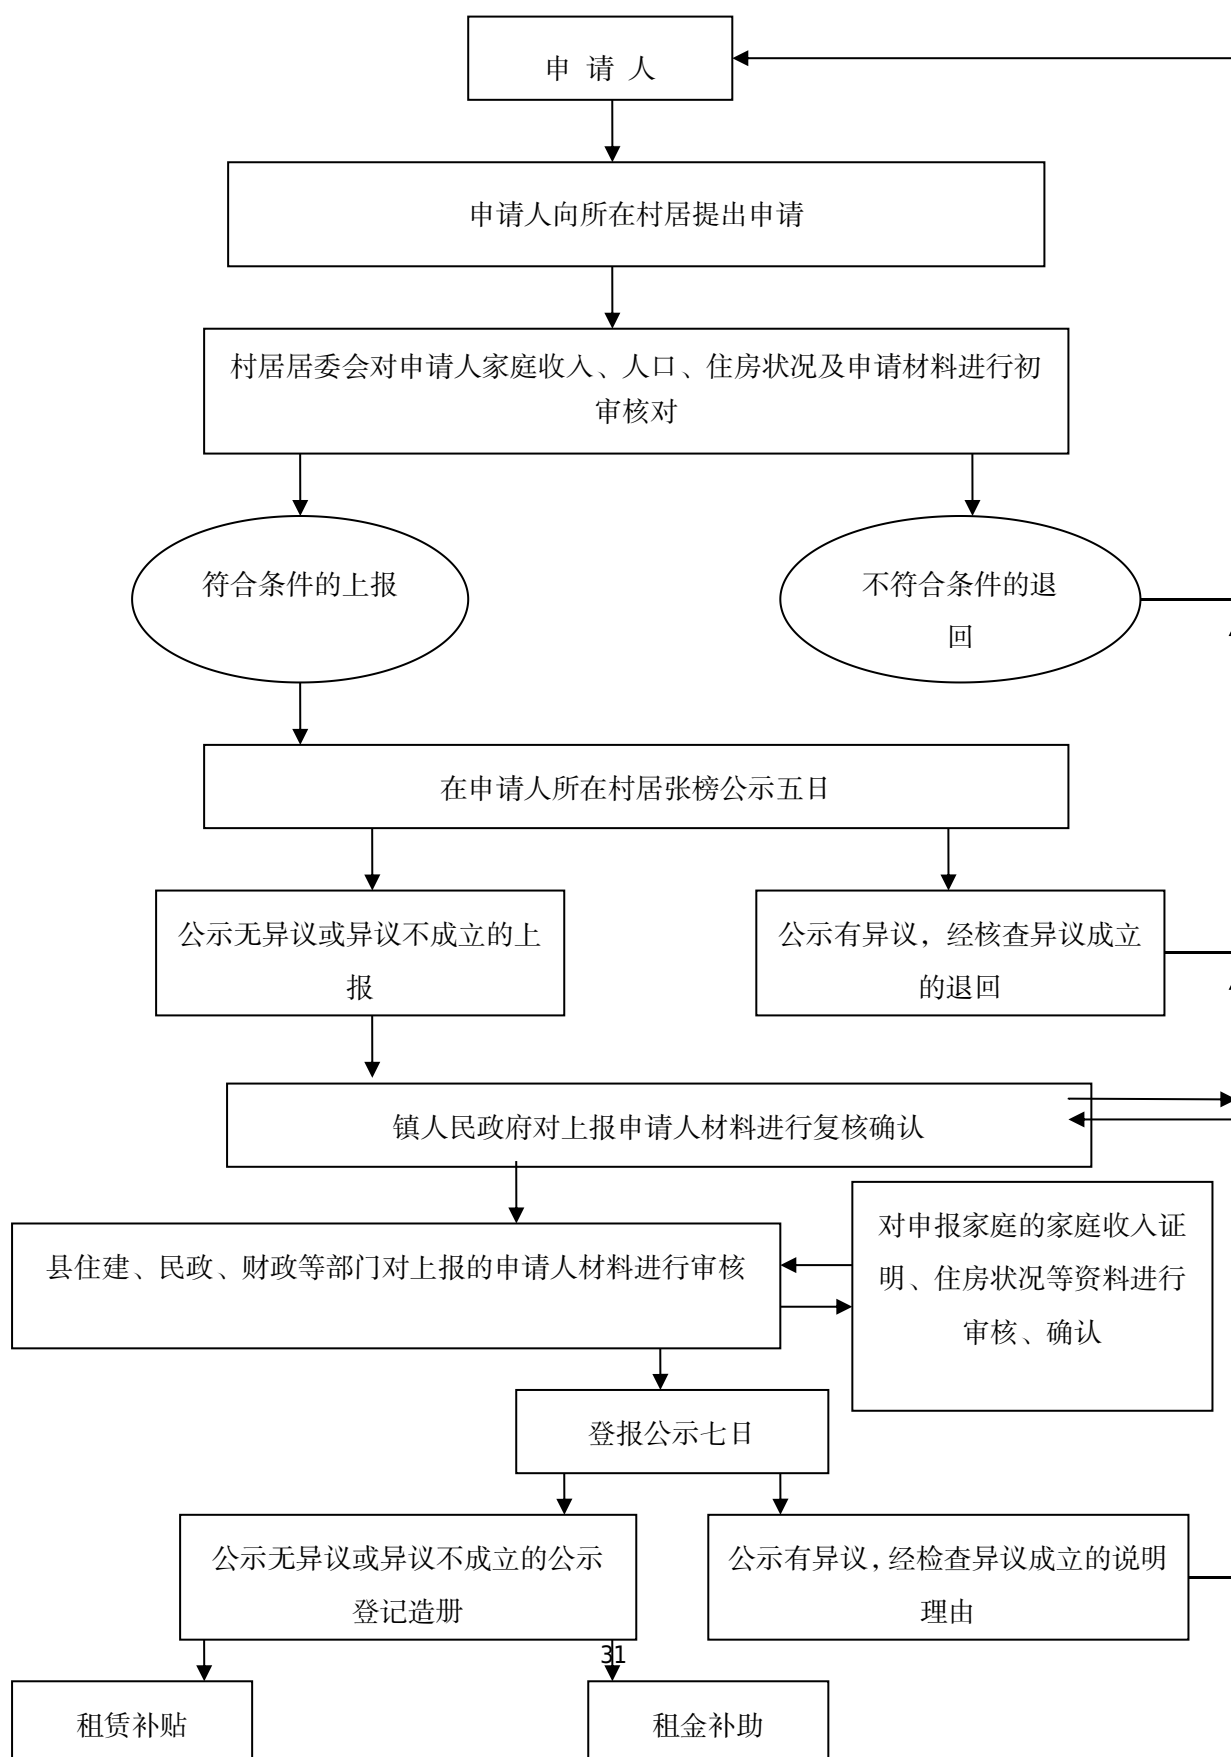 申 请 人
申请人向所在村居提出申请
村居居委会对申请人家庭收入、人口、住房状况及申请材料进行初
审核对
符合条件的上报
不符合条件的退
回
在申请人所在村居张榜公示五日
公示无异议或异议不成立的上
报
公示有异议，经核查异议成立
的退回
镇人民政府对上报申请人材料进行复核确认
县住建、民政、财政等部门对上报的申请人材料进行审核
对申报家庭的家庭收入证
明、住房状况等资料进行
审核、确认
登报公示七日
公示无异议或异议不成立的公示
登记造册
公示有异议，经检查异议成立的说明
理由
31
租赁补贴
租金补助